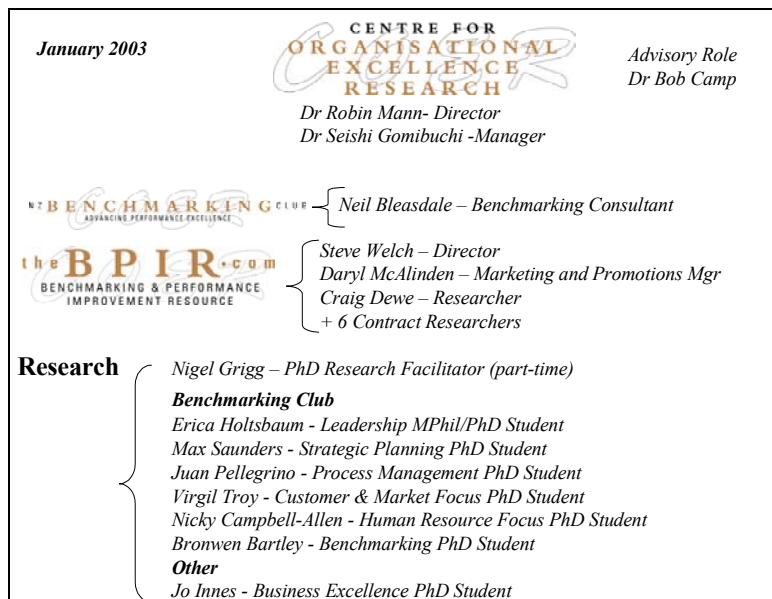 January 2003
CENTRE FOR
ORGANISATIONAL
EXCELLENCE
RESEARCH
COER
Advisory Role
Dr Bob Camp
Dr Robin Mann- Director
Dr Seishi Gomibuchi -Manager
NZ BENCHMARKING CLUB
ADVANCING PERFORMANCE EXCELLENCE
Neil Bleasdale – Benchmarking Consultant
the BPIR.com
BENCHMARKING & PERFORMANCE
IMPROVEMENT RESOURCE
Steve Welch – Director
Daryl McAlinden – Marketing and Promotions Mgr
Craig Dewe – Researcher
+ 6 Contract Researchers
Research
Nigel Grigg – PhD Research Facilitator (part-time)
Benchmarking Club
Erica Holtsbaum - Leadership MPhil/PhD Student
Max Saunders - Strategic Planning PhD Student
Juan Pellegrino - Process Management PhD Student
Virgil Troy - Customer & Market Focus PhD Student
Nicky Campbell-Allen - Human Resource Focus PhD Student
Bronwen Bartley - Benchmarking PhD Student
Other
Jo Innes - Business Excellence PhD Student